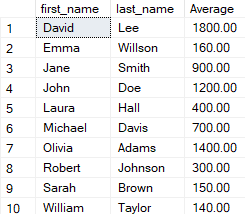 first_name last_name Average
1 David Lee 1800.00
2 Emma Willson 160.00
3 Jane Smith 900.00
4 John Doe 1200.00
5 Laura Hall 400.00
6 Michael Davis 700.00
7 Olivia Adams 1400.00
8 Robert Johnson 300.00
9 Sarah Brown 150.00
10 William Taylor 140.00